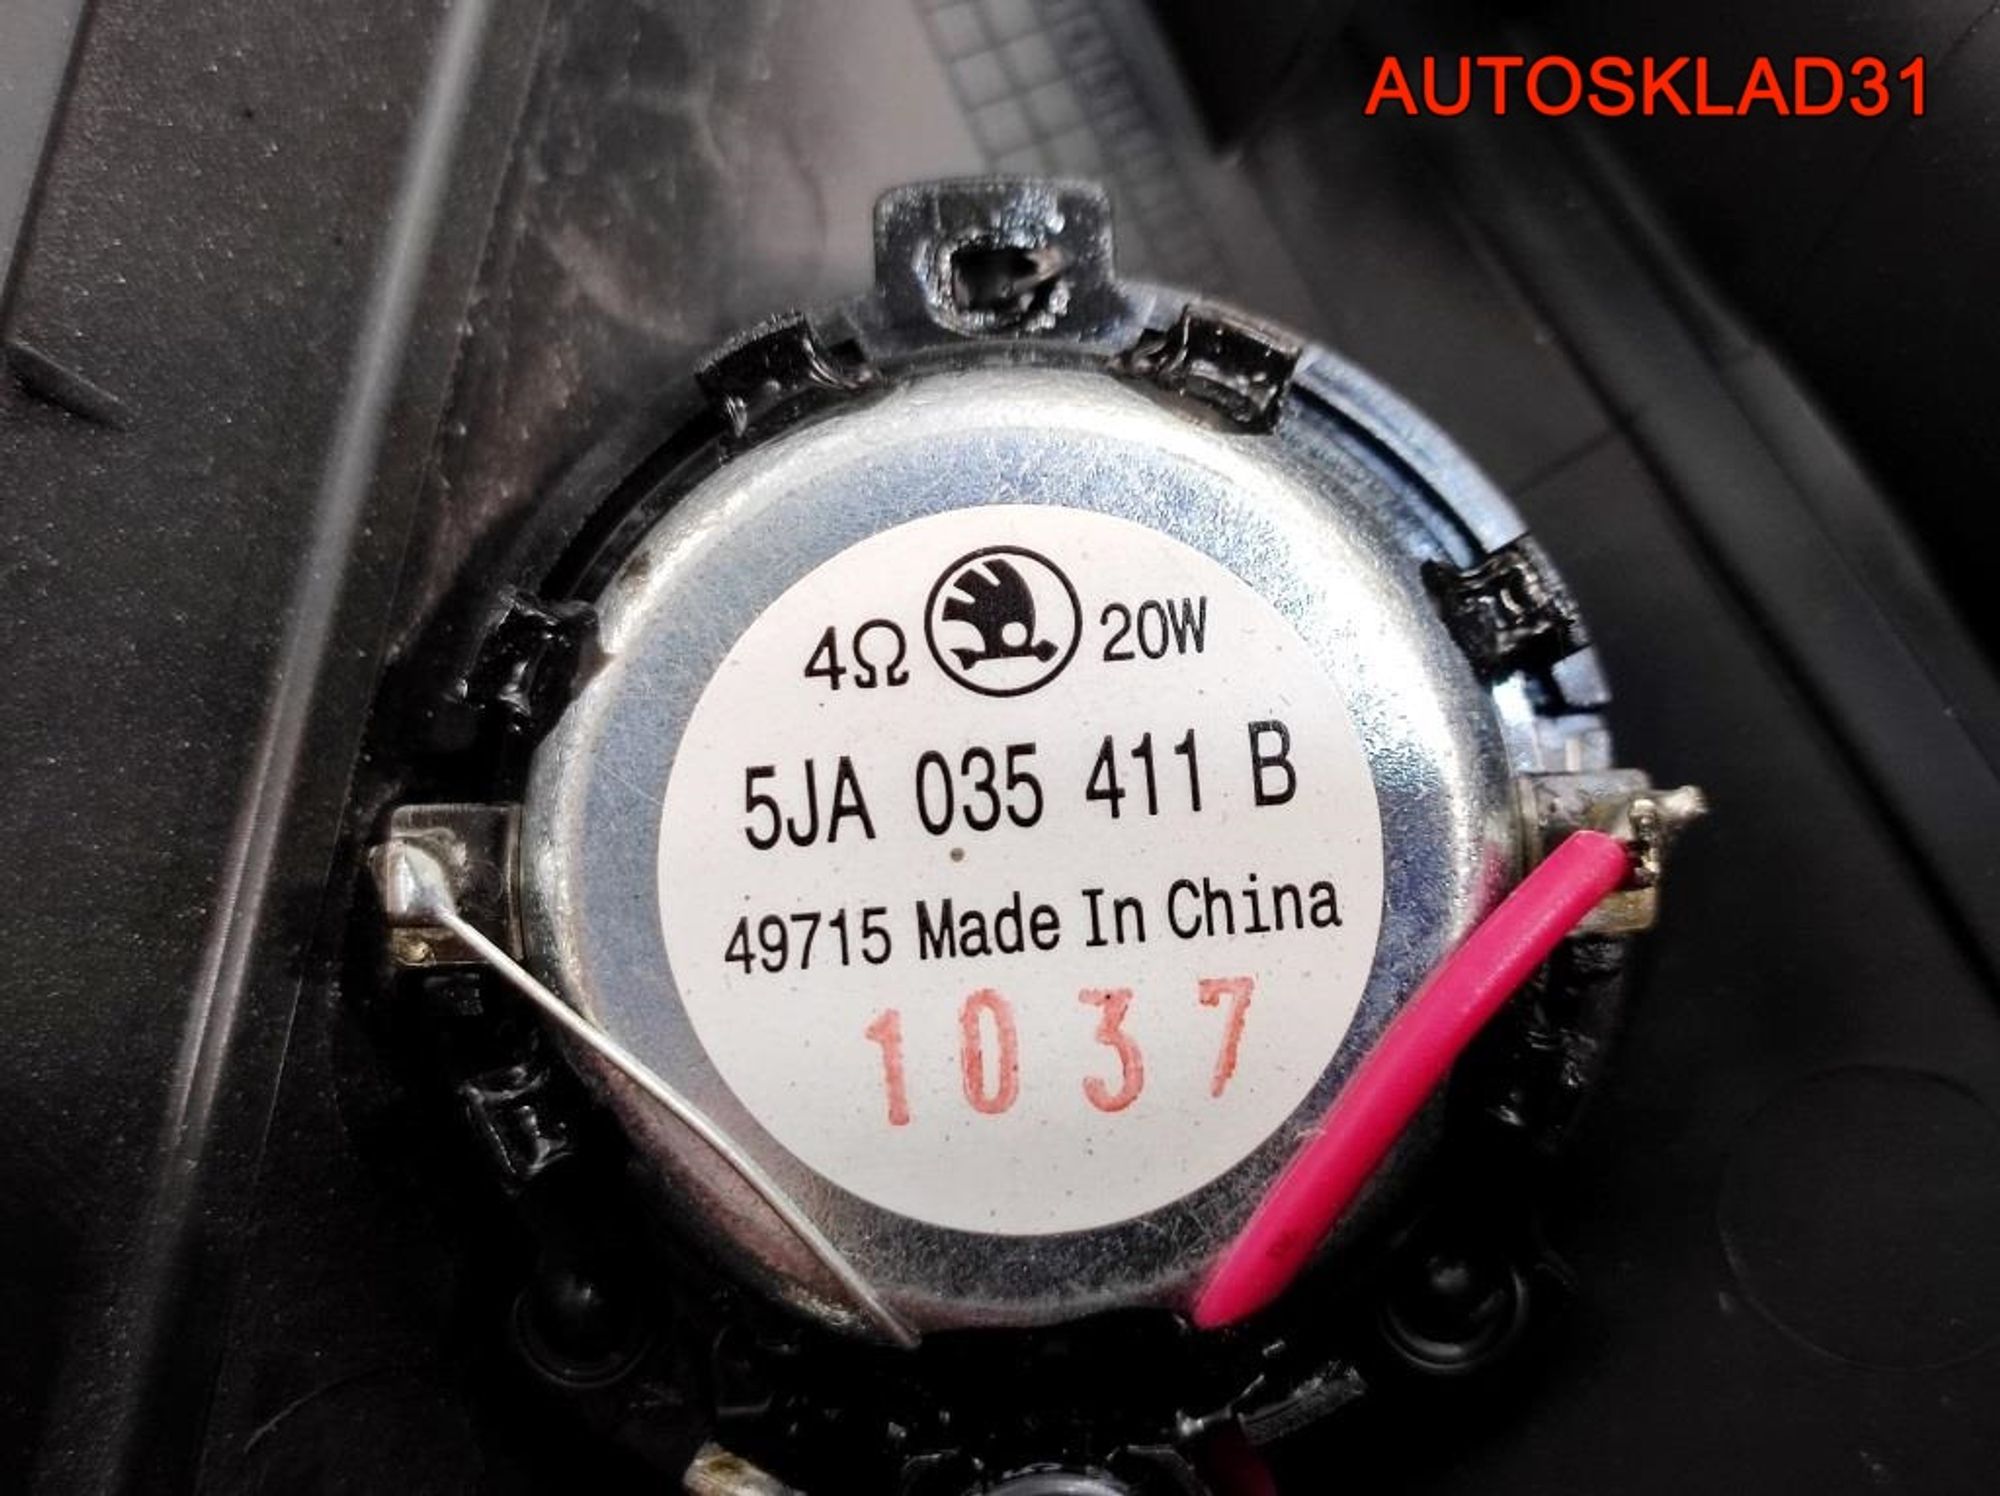 AUTOSKLAD31
4Ω 20W
5JA 035 411 B
49715 Made In China
1037